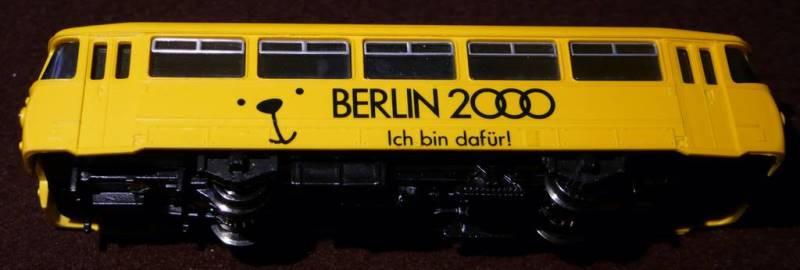 BERLIN 2000
Ich bin dafür!